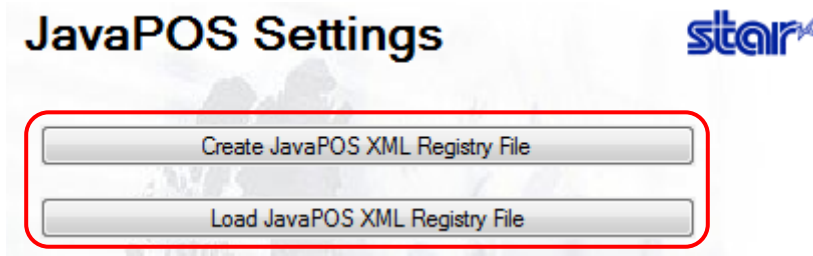 JavaPOS Settings
star
Create JavaPOS XML Registry File
Load JavaPOS XML Registry File